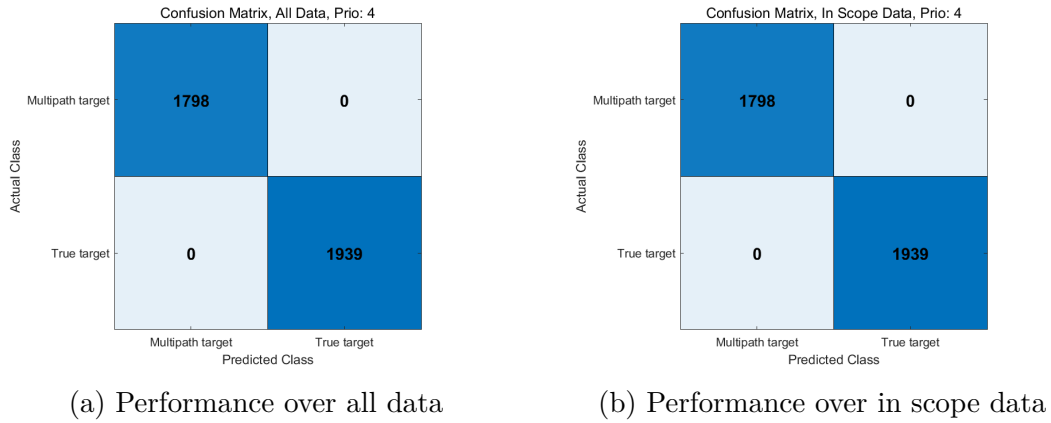 Confusion Matrix, All Data, Prio: 4
Multipath target
1798
0
True target
0
1939
Multipath target
True target
Predicted Class
Actual Class
(a) Performance over all data
Confusion Matrix, In Scope Data, Prio: 4
Multipath target
1798
0
True target
0
1939
Multipath target
True target
Predicted Class
Actual Class
(b) Performance over in scope data